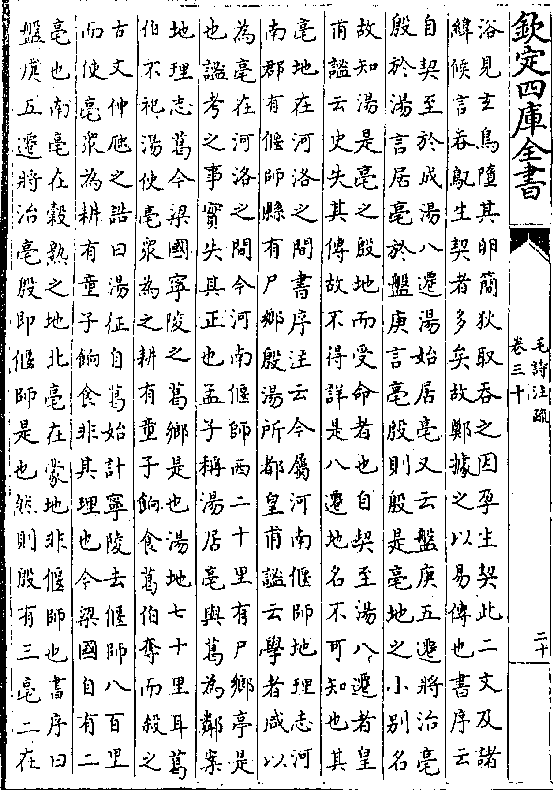 欽定四庫全書
毛詩注疏
卷三十
二十
浴見玄鳥墮其卵簡狄取吞之因孕生契此二文及諸
緯候言吞鳦生契者多矣故鄭據之以易傳也書序云
自契至於成湯八遷湯始居亳又云盤庚五遷將治亳
殷於湯言居亳於盤庚言亳殷則殷是亳地之小别名
故知湯是亳之殷地而受命者也自契至湯八遷者皇
甫謐云史失其傳故不得詳是八遷地名不可知也其
亳地在河洛之間書序注云今屬河南偃師地理志河
南郡有偃師縣有尸鄉殷湯所都皇甫謐云學者咸以
為亳在河洛之間今河南偃師西二十里有尸鄉亭是
也謐考之事實失其正也孟子稱湯居亳與葛為鄰案
地理志葛今梁國寧陵之葛鄉是也湯地七十里耳葛
伯不祀湯使亳衆為之耕有童子餉食葛伯奪而殺之
古文仲虺之誥曰湯征自葛始計寧陵去偃師八百里
而使亳衆為耕有童子餉食非其理也今梁國自有二
亳也南亳在穀熟之地北亳在蒙地非偃師也書序曰
盤庚五遷將治亳殷即偃師是也然則殷有三亳二在